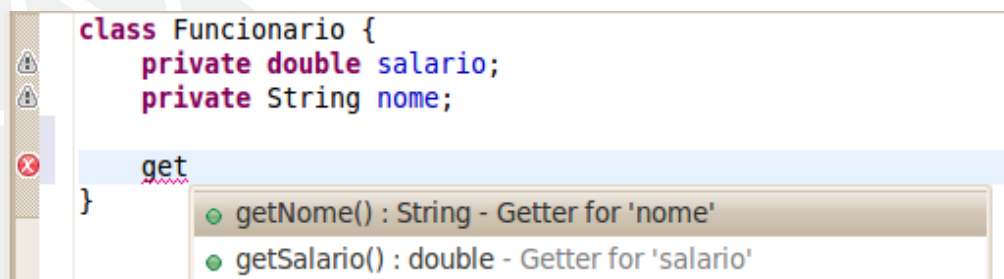 class Funcionario {
private double salario;
private String nome;
get
}
getNome() : String - Getter for 'nome'
getSalario() : double - Getter for 'salario'